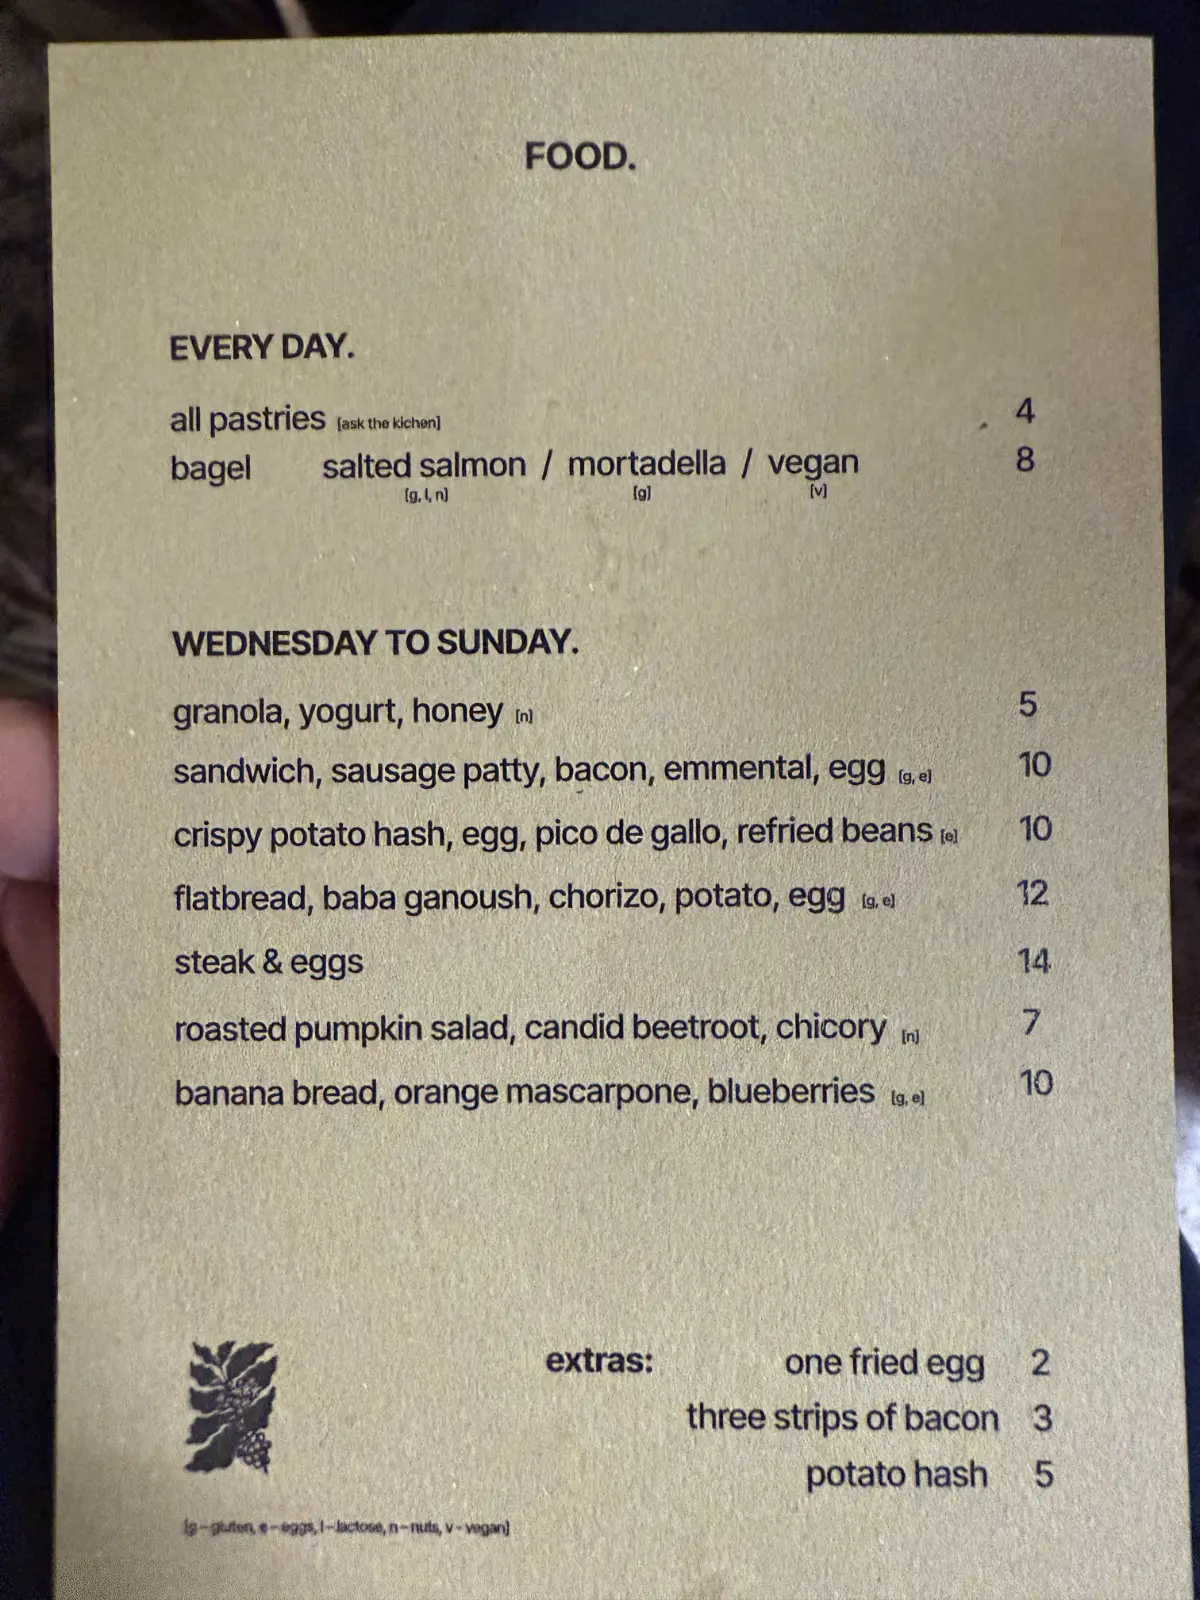 FOOD.
EVERY DAY.
all pastries [ask the kichen] 4
bagel salted salmon / mortadella / vegan 8
[g, l, n] [g] [v]
WEDNESDAY TO SUNDAY.
granola, yogurt, honey [n] 5
sandwich, sausage patty, bacon, emmental, egg [g, e] 10
crispy potato hash, egg, pico de gallo, refried beans [e] 10
flatbread, baba ganoush, chorizo, potato, egg [g, e] 12
steak & eggs 14
roasted pumpkin salad, candid beetroot, chicory [n] 7
banana bread, orange mascarpone, blueberries [g, e] 10
extras: one fried egg 2
three strips of bacon 3
potato hash 5
[g – gluten, e – eggs, l – lactose, n – nuts, v - vegan]